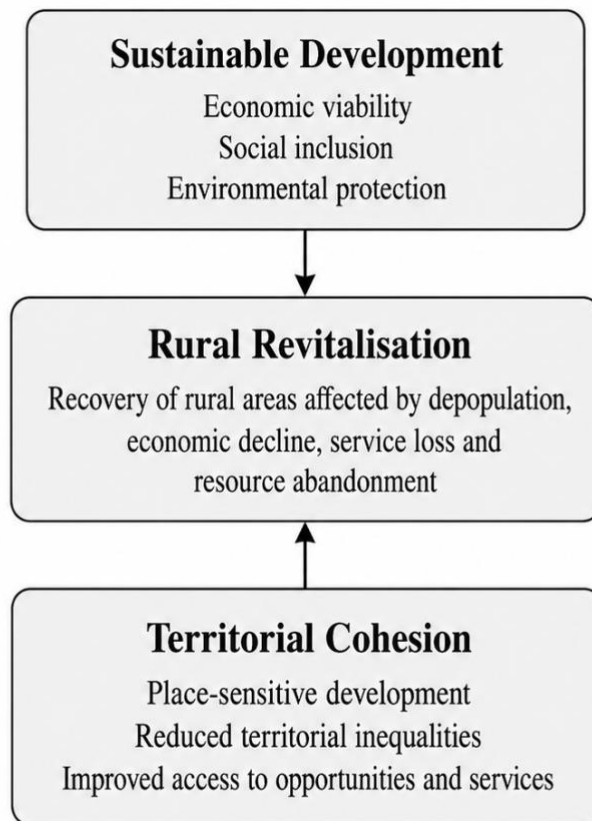 Sustainable Development
Economic viability
Social inclusion
Environmental protection
Rural Revitalisation
Recovery of rural areas affected by depopulation,
economic decline, service loss and
resource abandonment
Territorial Cohesion
Place-sensitive development
Reduced territorial inequalities
Improved access to opportunities and services